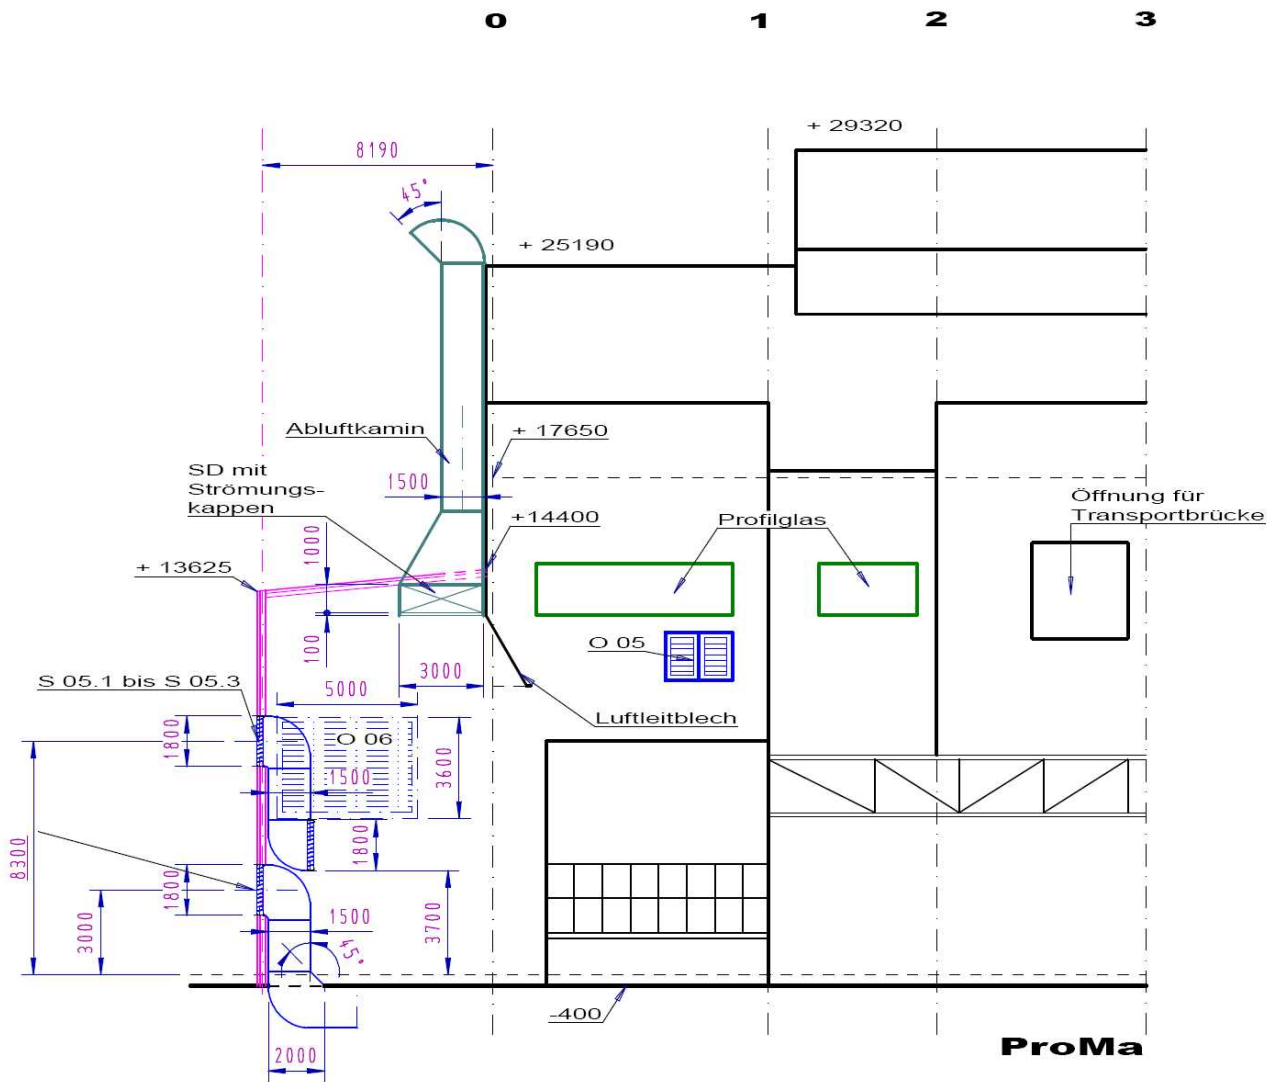 0 1 2 3
+ 29320
8190
45°
+ 25190
Abluftkamin
+ 17650
SD mit
Strömungs-
kappen
1500
Öffnung für
Transportbrücke
+14400
Profilglas
1000
+ 13625
100
O 05
3000
S 05.1 bis S 05.3
5000
Luftleitblech
1800
O 06
1500
3600
8300
1800
1800
3000
1500
45°
3700
-400
2000
ProMa